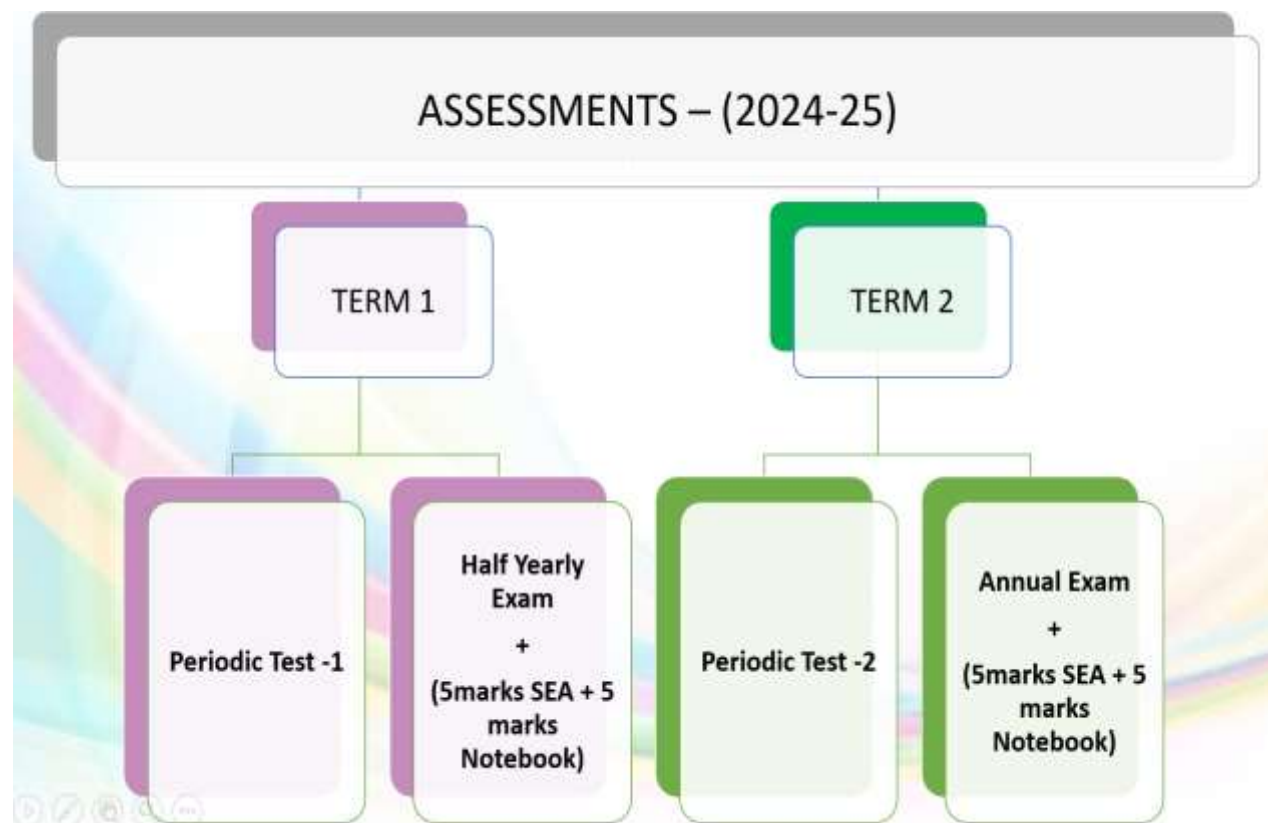 ASSESSMENTS – (2024-25)
TERM 1
TERM 2
Periodic Test -1
Half Yearly
Exam
+
(5marks SEA + 5
marks
Notebook)
Periodic Test -2
Annual Exam
+
(5marks SEA + 5
marks
Notebook)